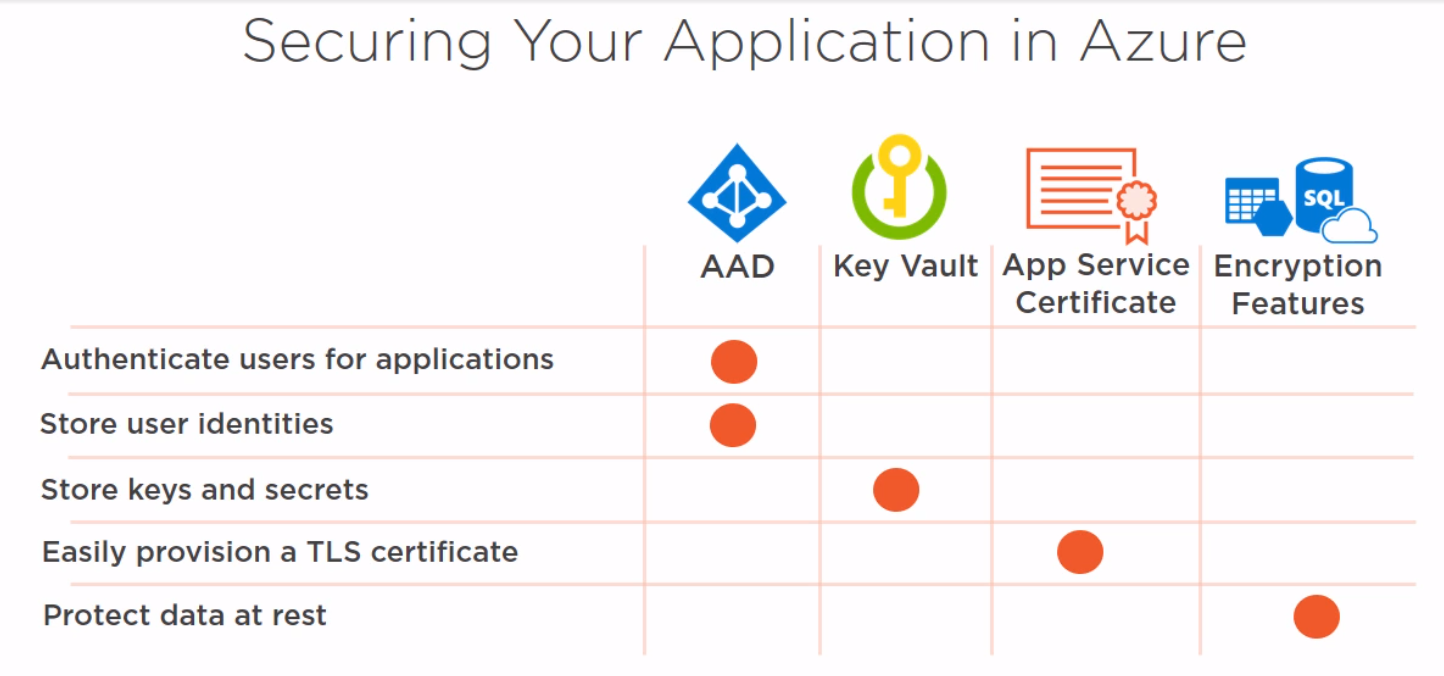 Securing Your Application in Azure
SQL
AAD
Key Vault
App Service
Certificate
Encryption
Features
Authenticate users for applications
Store user identities
Store keys and secrets
Easily provision a TLS certificate
Protect data at rest